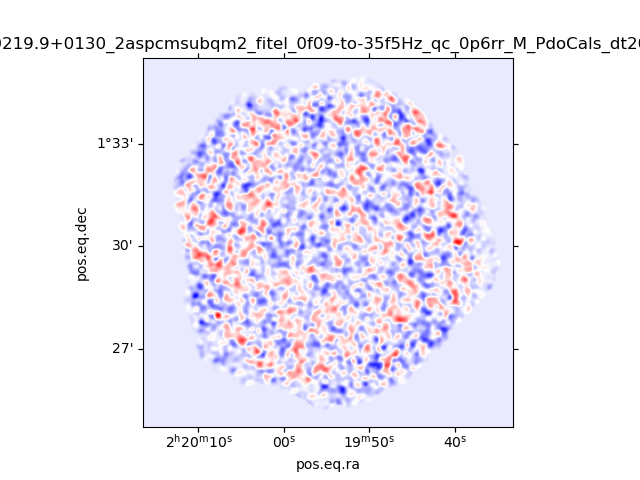 0219.9+0130_2aspcmsubqm2_fitel_0f09-to-35f5Hz_qc_0p6rr_M_PdoCals_dt20
1°33'
30'
27'
pos.eq.dec
2h20m10s 00s 19m50s 40s
pos.eq.ra